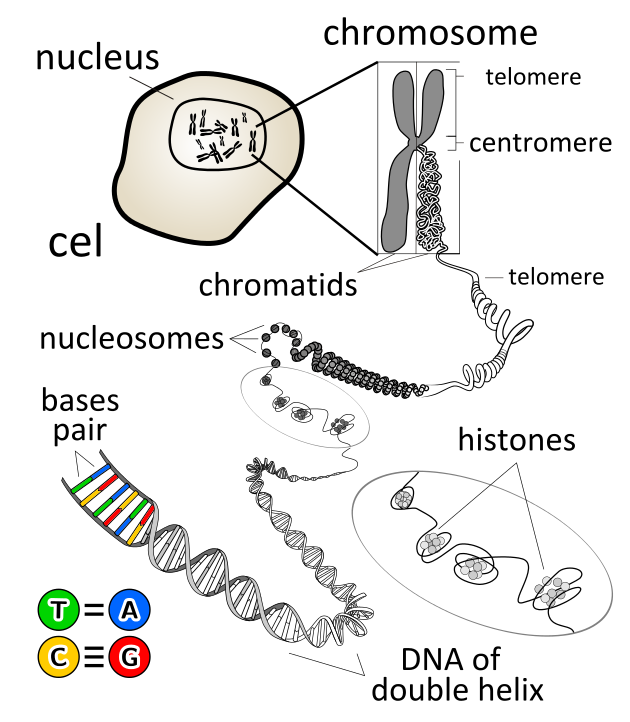 chromosome
nucleus
telomere
centromere
cel
chromatids
telomere
nucleosomes
bases
pair
histones
T = A
C ≡ G
DNA of
double helix